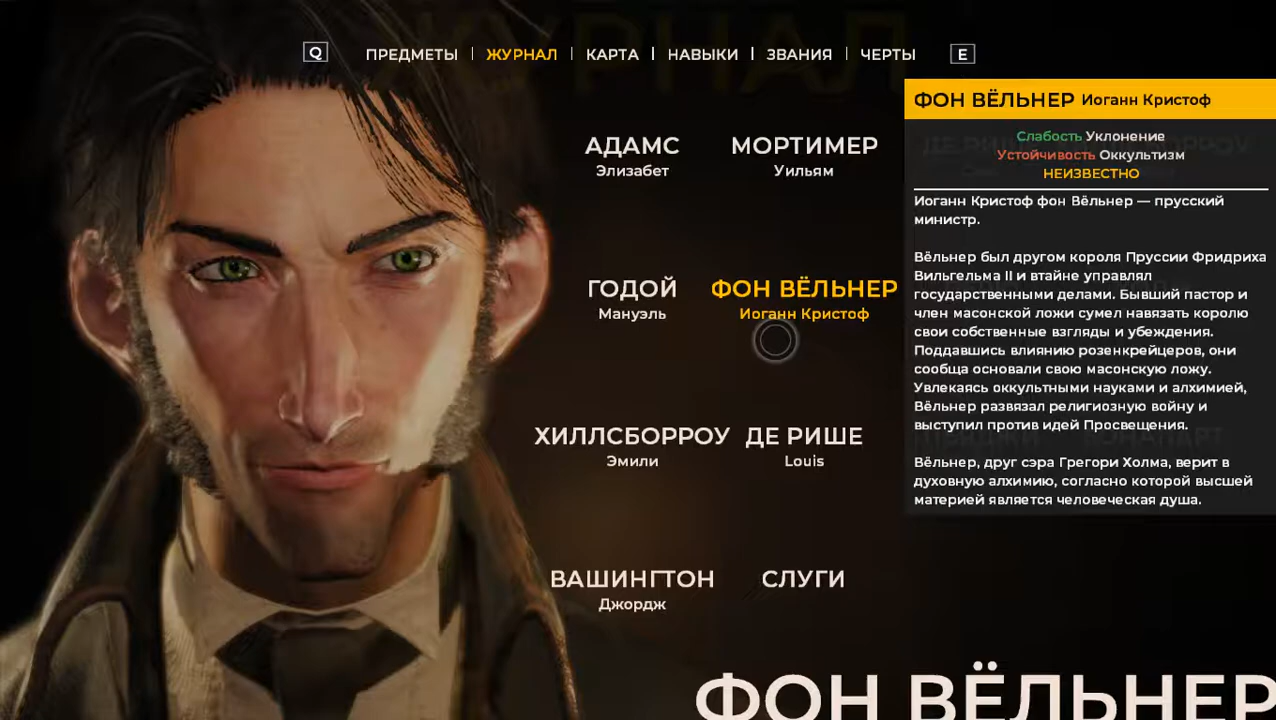 Q ПРЕДМЕТЫ | ЖУРНАЛ | КАРТА | НАВЫКИ | ЗВАНИЯ | ЧЕРТЫ E
ЖУРНАЛ
АДАМС
Элизабет
МОРТИМЕР
Уильям
ГОДОЙ
Мануэль
ФОН ВЁЛЬНЕР
Иоганн Кристоф
ХИЛЛСБОРРОУ
Эмили
ДЕ РИШЕ
Louis
ВАШИНГТОН
Джордж
СЛУГИ
ФОН ВЁЛЬНЕР Иоганн Кристоф
Слабость Уклонение
Устойчивость Оккультизм
НЕИЗВЕСТНО
Иоганн Кристоф фон Вёльнер — прусский
министр.
Вёльнер был другом короля Пруссии Фридриха
Вильгельма II и втайне управлял
государственными делами. Бывший пастор и
член масонской ложи сумел навязать королю
свои собственные взгляды и убеждения.
Поддавшись влиянию розенкрейцеров, они
сообща основали свою масонскую ложу.
Увлекаясь оккультными науками и алхимией,
Вёльнер развязал религиозную войну и
выступил против идей Просвещения.
Вёльнер, друг сэра Грегори Холма, верит в
духовную алхимию, согласно которой высшей
материей является человеческая душа.
ФОН ВЁЛЬНЕР